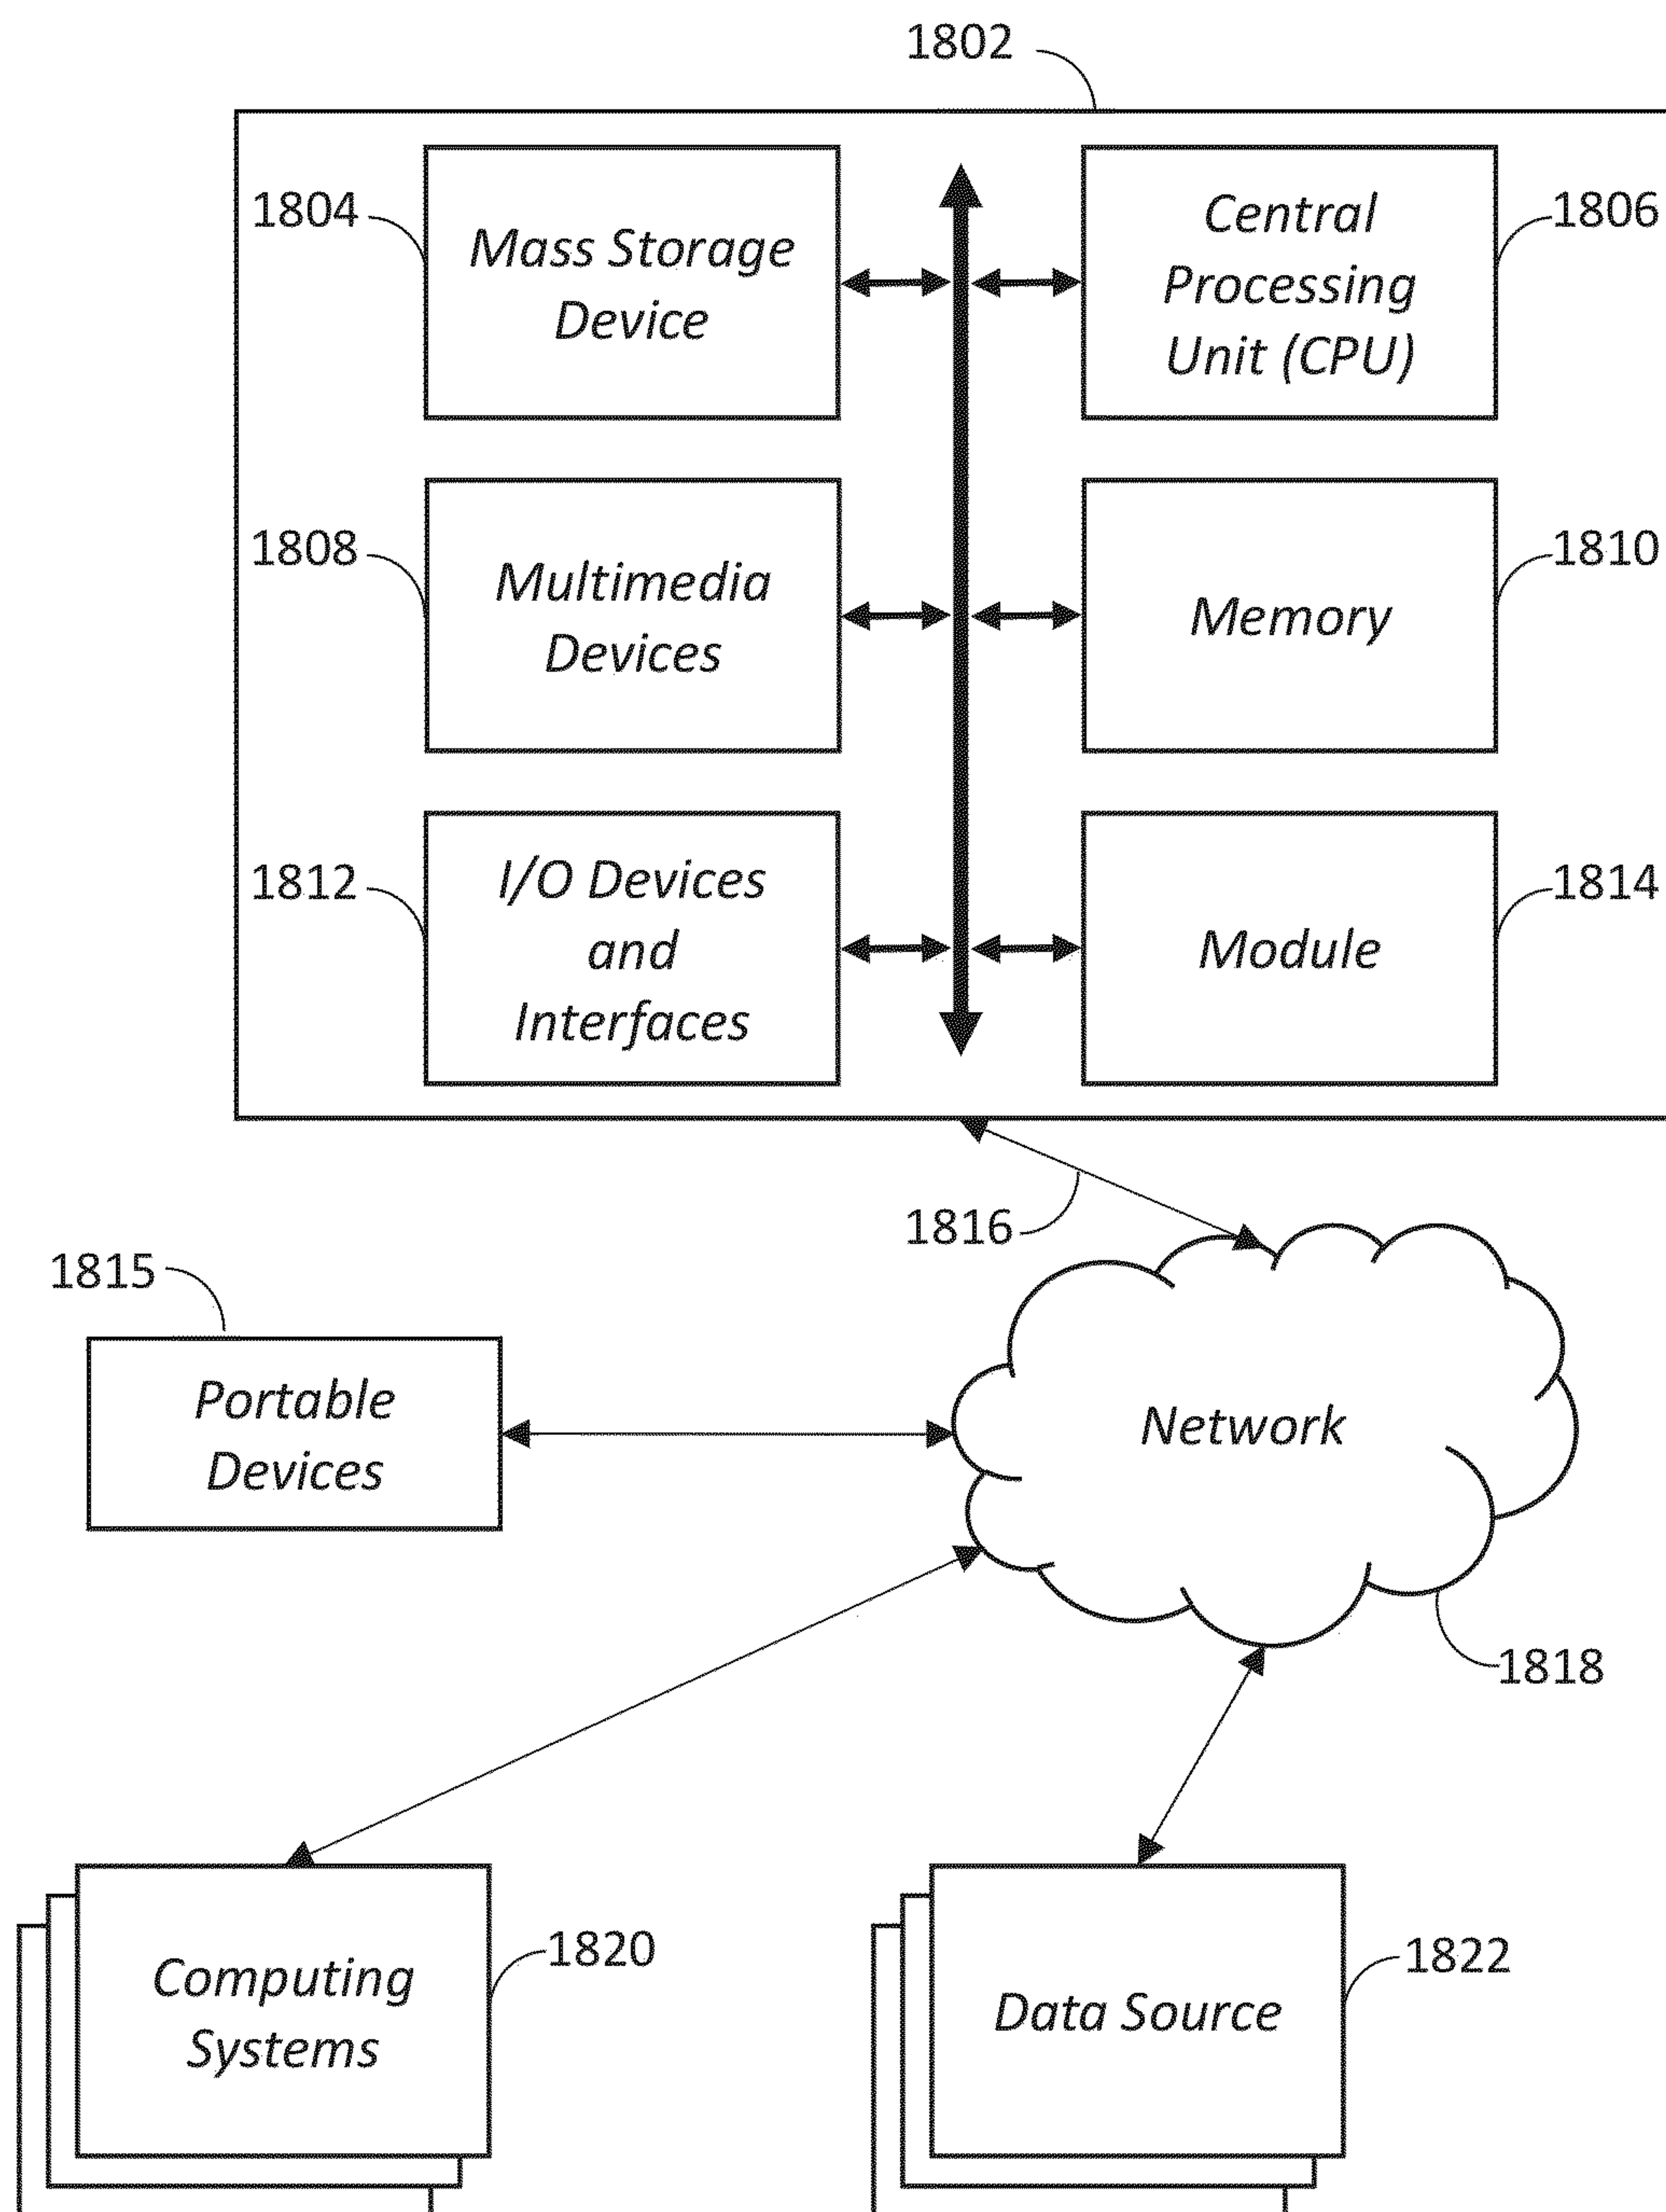 1802
1804
Mass Storage
Device
Central
Processing
Unit (CPU)
1806
1808
Multimedia
Devices
Memory
1810
1812
I/O Devices
and
Interfaces
Module
1814
1816
1815
Portable
Devices
Network
1818
Computing
Systems
1820
Data Source
1822